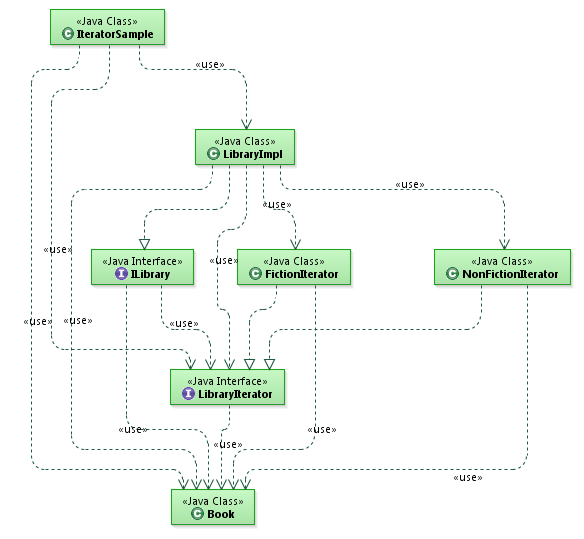 «Java Class»
C IteratorSample
«use»
«Java Class»
C LibraryImpl
«use»
«use»
«use»
«use»
«Java Interface»
I ILibrary
«Java Class»
C FictionIterator
«Java Class»
C NonFictionIterator
«use»
«use»
«use»
«Java Interface»
I LibraryIterator
«use»
«use»
«use»
«use»
«Java Class»
C Book